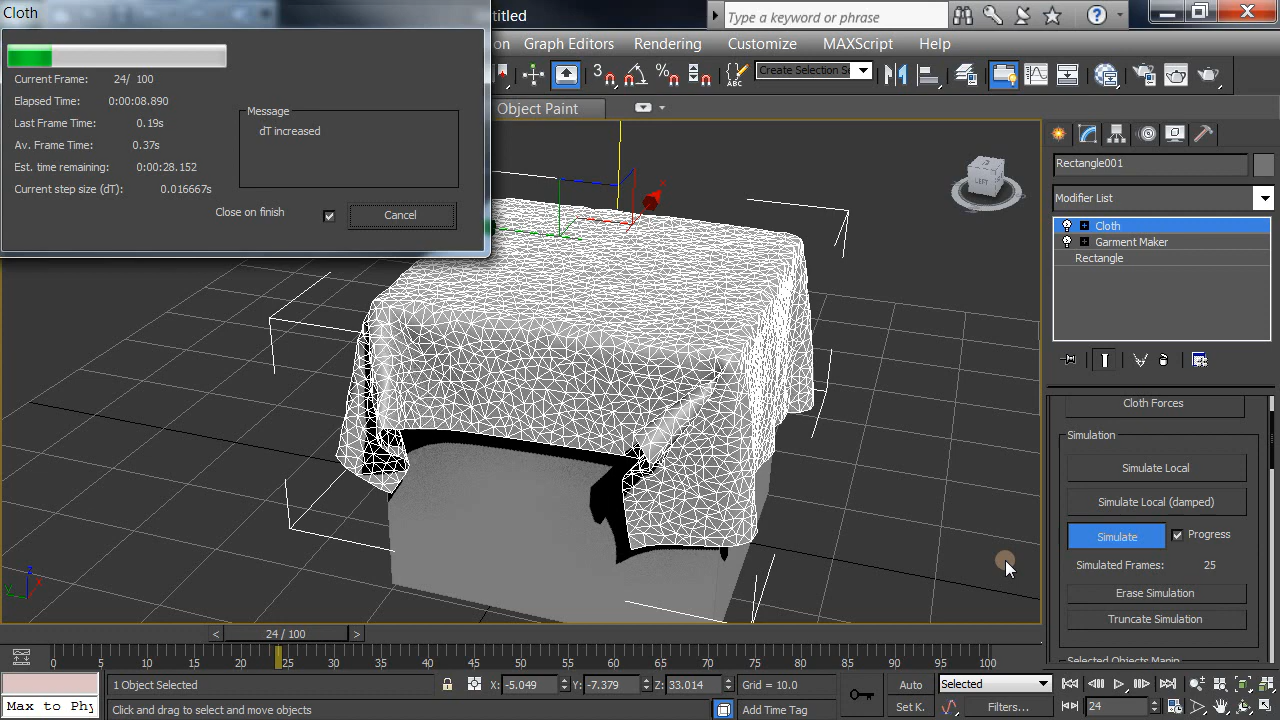 Cloth
ntitled
Type a keyword or phrase
on Graph Editors Rendering Customize MAXScript Help
Create Selection S
Object Paint
Current Frame: 24/ 100
Elapsed Time: 0:00:08.890
Last Frame Time: 0.19s
Av. Frame Time: 0.37s
Est. time remaining: 0:00:28.152
Current step size (dT): 0.016667s
Message
dT increased
Close on finish
Cancel
LEFT
x
z
x
y
Rectangle001
Modifier List
Cloth
Garment Maker
Rectangle
Cloth Forces
Simulation
Simulate Local
Simulate Local (damped)
Simulate
Progress
Simulated Frames: 25
Erase Simulation
Truncate Simulation
Selected Objects Manip
< 24 / 100 >
0 5 10 15 20 25 30 35 40 45 50 55 60 65 70 75 80 85 90 95 100
1 Object Selected
X: -5.049 Y: -7.379 Z: 33.014 Grid = 10.0
Auto Selected
Max to Phy
Click and drag to select and move objects
Add Time Tag
Set K. Filters... 24